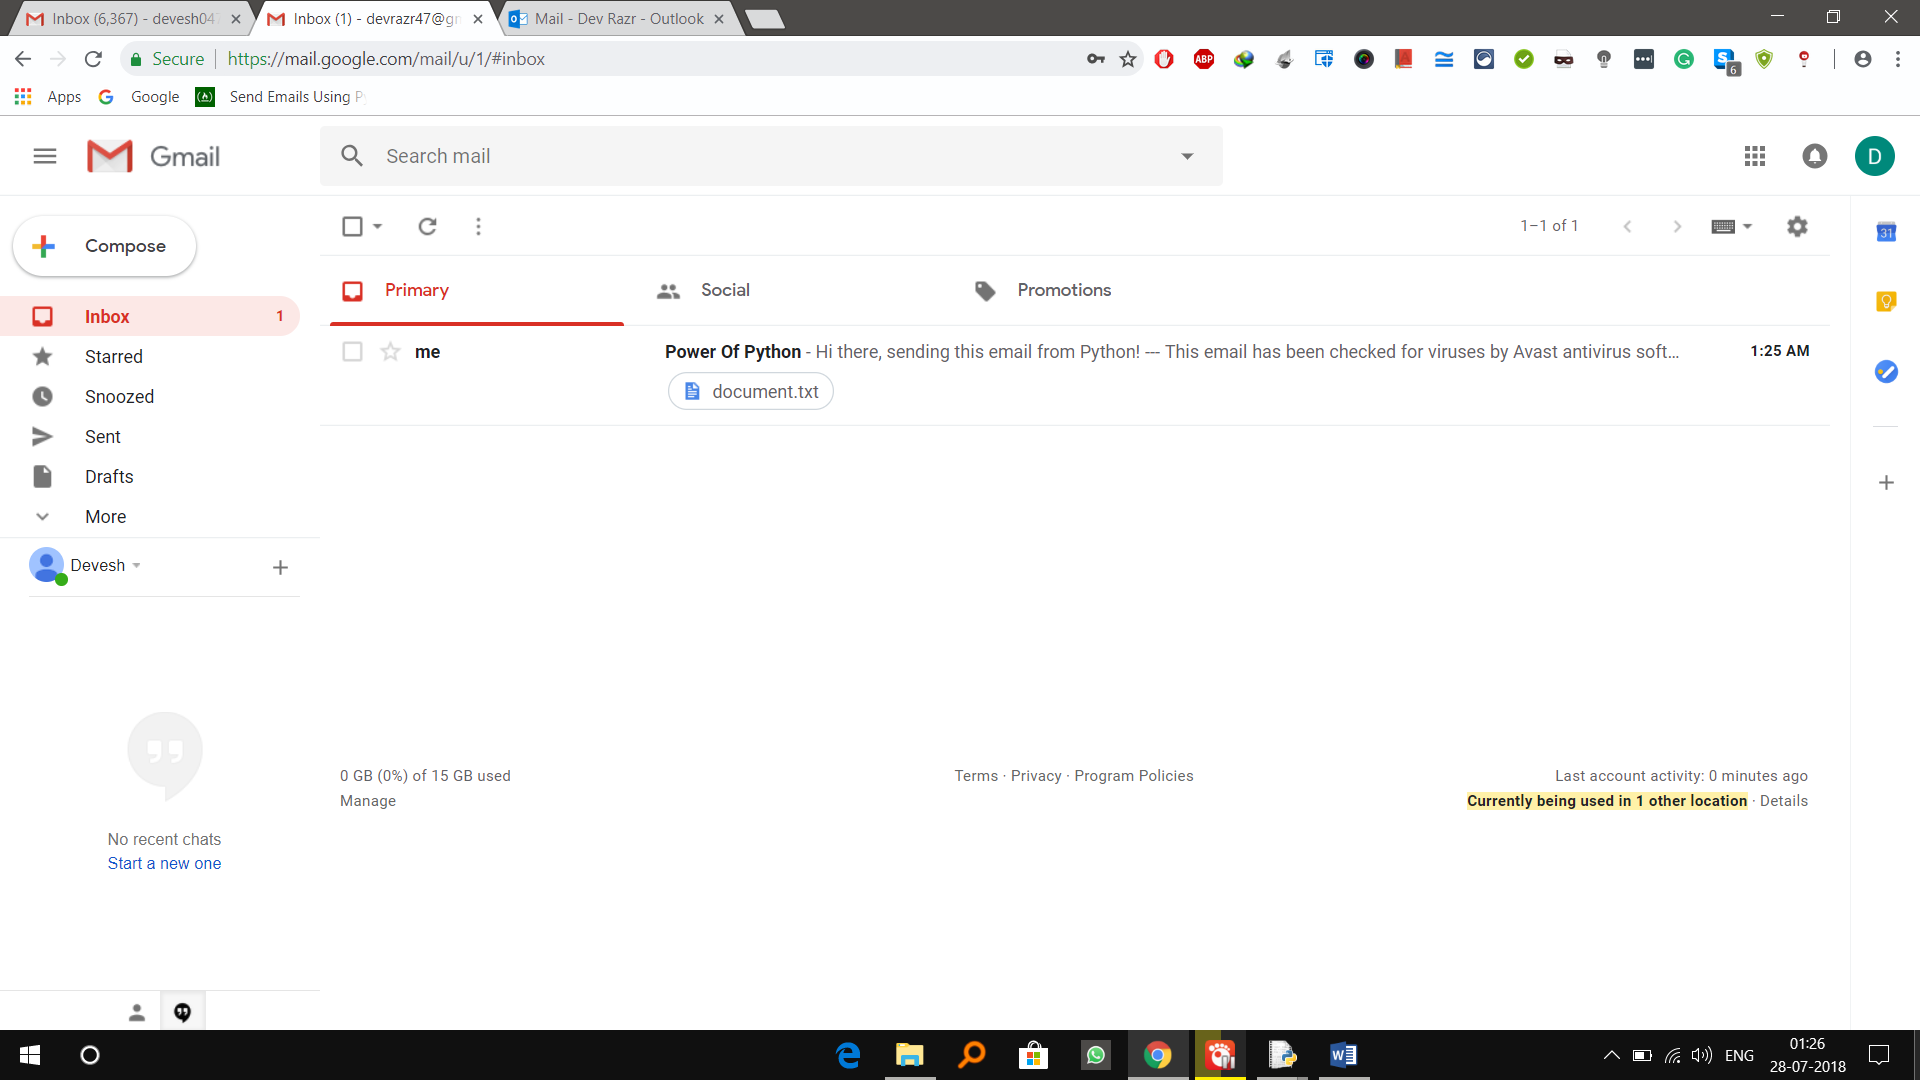 Inbox (6,367) - devesh04
Inbox (1) - devrazr47@gm
Mail - Dev Razr - Outlook
Secure
https://mail.google.com/mail/u/1/#inbox
ABP
6
Apps
Google
Send Emails Using Py
Gmail
Search mail
D
Compose
1–1 of 1
31
Primary
Social
Promotions
Inbox
1
me
Power Of Python - Hi there, sending this email from Python! --- This email has been checked for viruses by Avast antivirus soft...
1:25 AM
document.txt
Starred
Snoozed
Sent
Drafts
More
Devesh
No recent chats
Start a new one
0 GB (0%) of 15 GB used
Manage
Terms · Privacy · Program Policies
Last account activity: 0 minutes ago
Currently being used in 1 other location · Details
ENG
01:26
28-07-2018